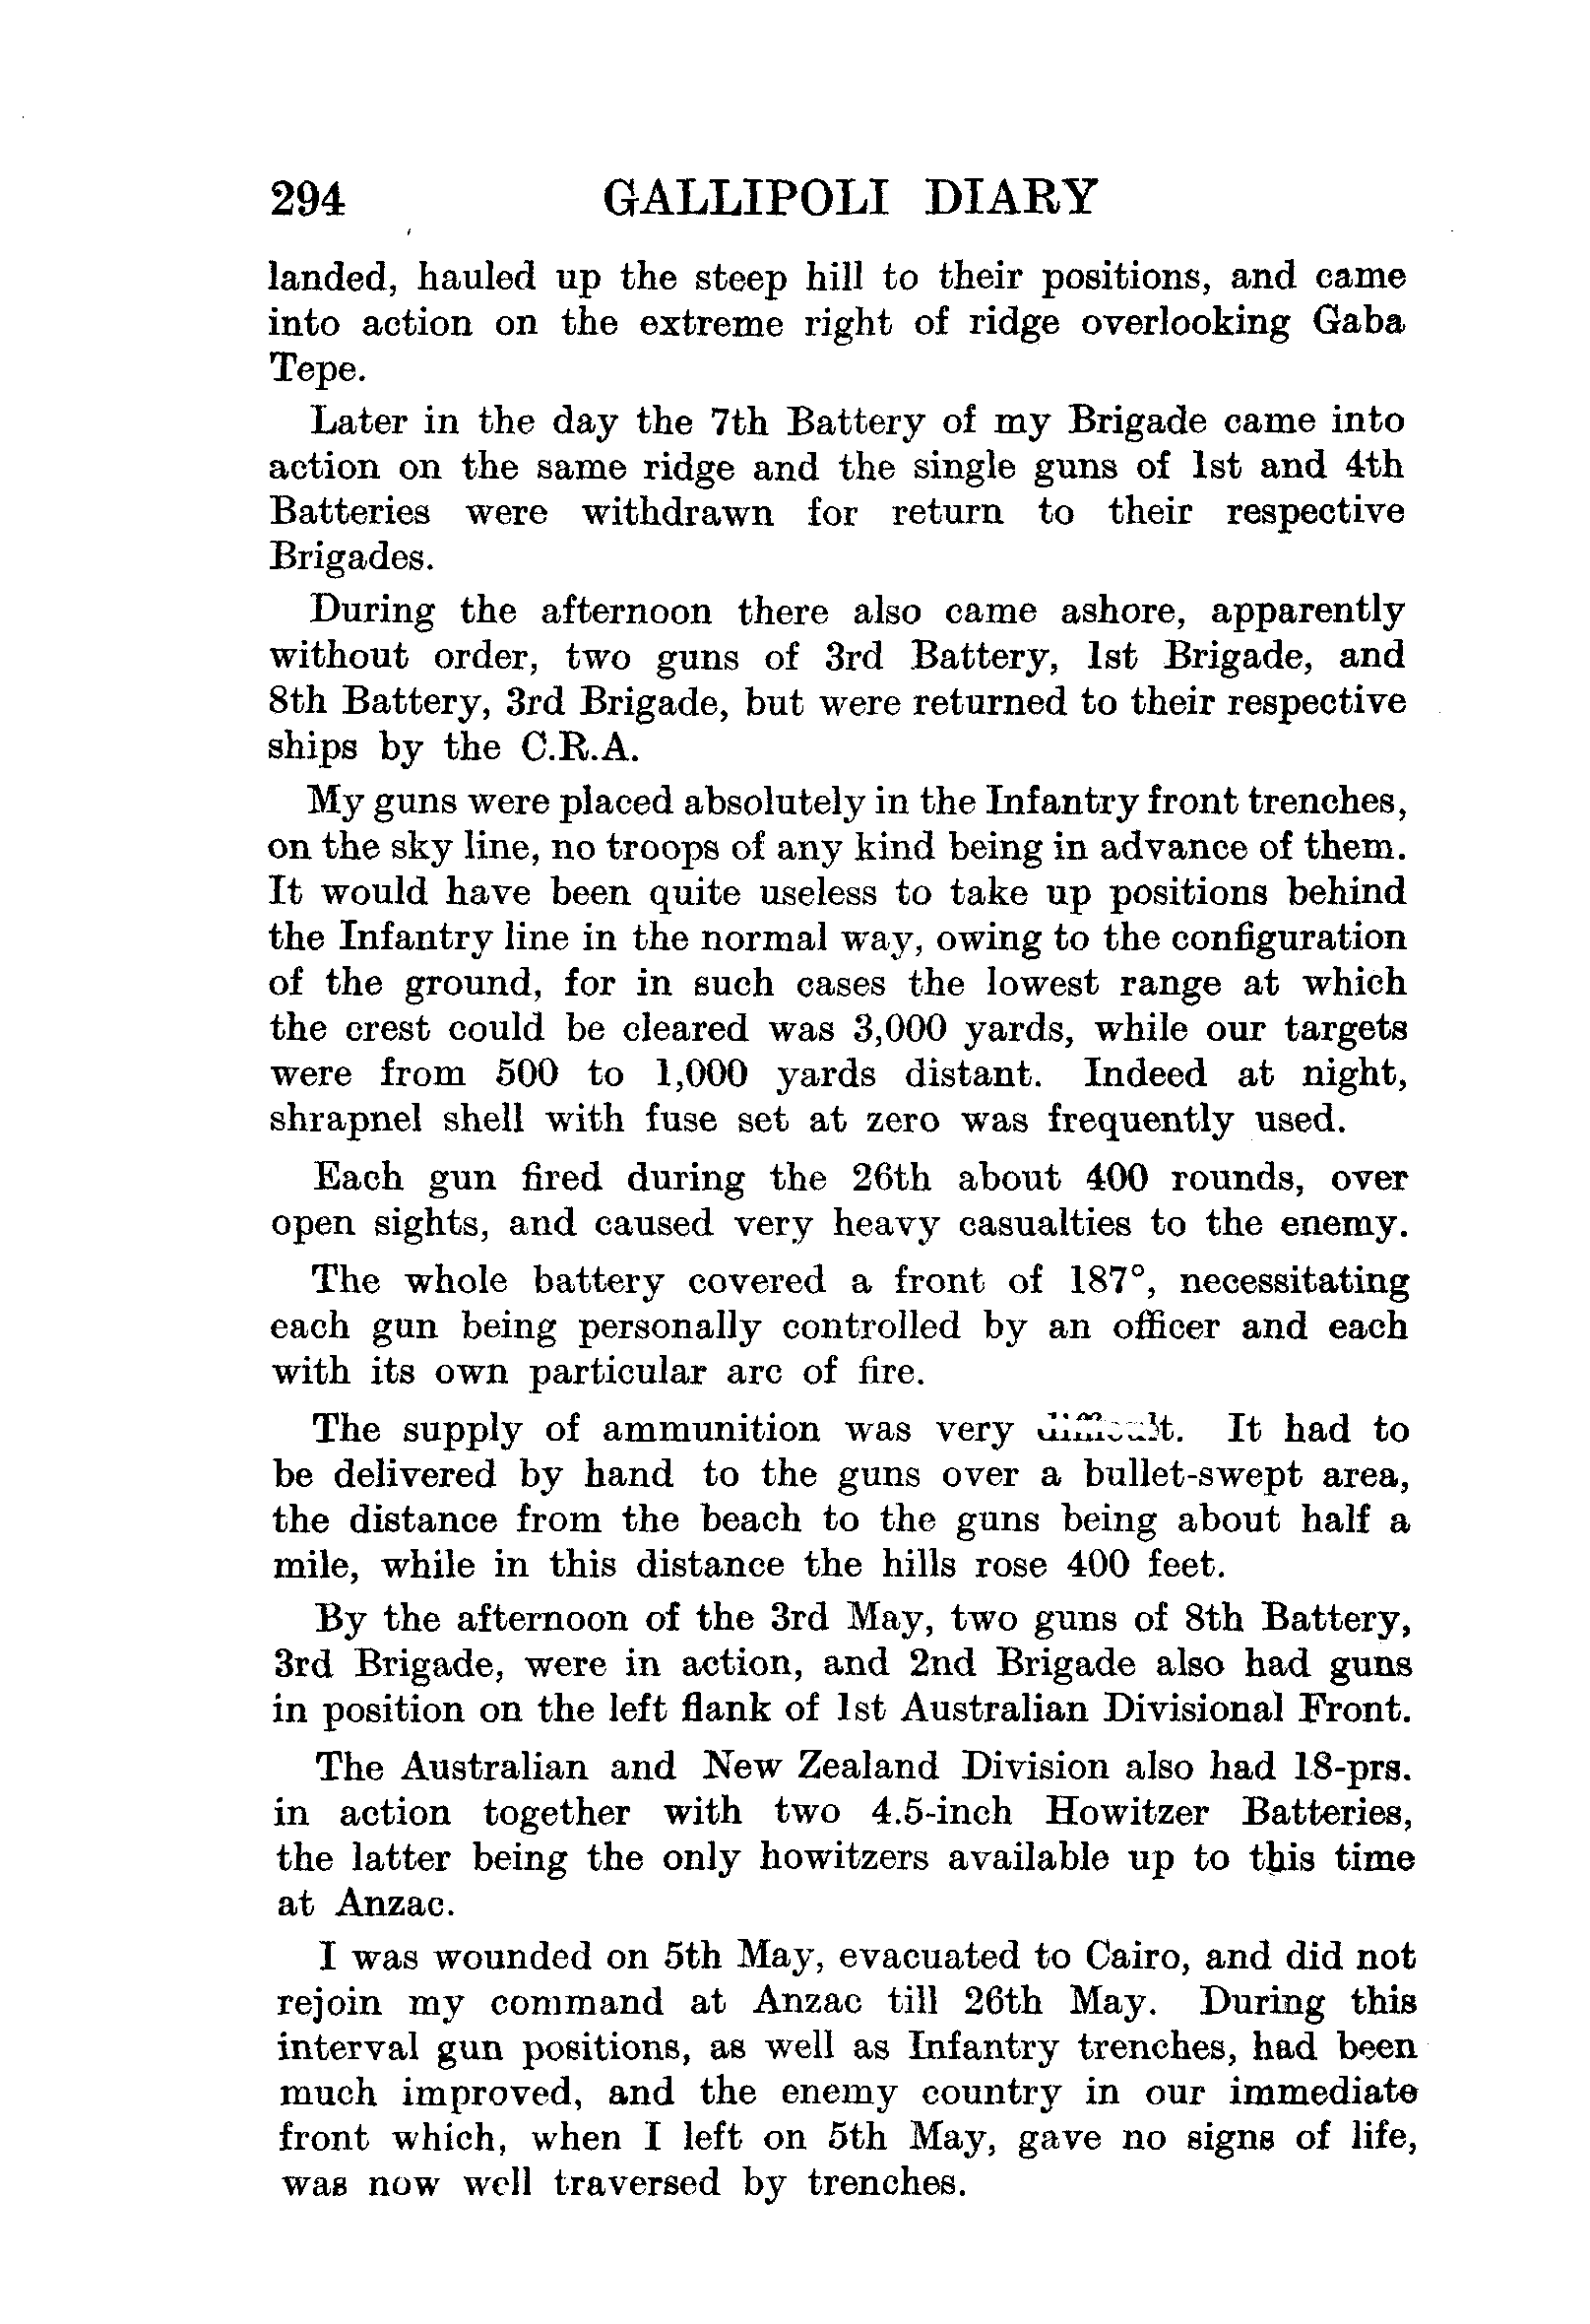 294 GALLIPOLI DIARY
landed, hauled up the steep hill to their positions, and came
into action on the extreme right of ridge overlooking Gaba
Tepe.
Later in the day the 7th Battery of my Brigade came into
action on the same ridge and the single guns of 1st and 4th
Batteries were withdrawn for return to their respective
Brigades.
During the afternoon there also came ashore, apparently
without order, two guns of 3rd Battery, 1st Brigade, and
8th Battery, 3rd Brigade, but were returned to their respective
ships by the C.R.A.
My guns were placed absolutely in the Infantry front trenches,
on the sky line, no troops of any kind being in advance of them.
It would have been quite useless to take up positions behind
the Infantry line in the normal way, owing to the configuration
of the ground, for in such cases the lowest range at which
the crest could be cleared was 3,000 yards, while our targets
were from 500 to 1,000 yards distant. Indeed at night,
shrapnel shell with fuse set at zero was frequently used.
Each gun fired during the 26th about 400 rounds, over
open sights, and caused very heavy casualties to the enemy.
The whole battery covered a front of 187°, necessitating
each gun being personally controlled by an officer and each
with its own particular arc of fire.
The supply of ammunition was very difficult. It had to
be delivered by hand to the guns over a bullet-swept area,
the distance from the beach to the guns being about half a
mile, while in this distance the hills rose 400 feet.
By the afternoon of the 3rd May, two guns of 8th Battery,
3rd Brigade, were in action, and 2nd Brigade also had guns
in position on the left flank of 1st Australian Divisional Front.
The Australian and New Zealand Division also had 18-prs.
in action together with two 4.5-inch Howitzer Batteries,
the latter being the only howitzers available up to this time
at Anzac.
I was wounded on 5th May, evacuated to Cairo, and did not
rejoin my command at Anzac till 26th May. During this
interval gun positions, as well as Infantry trenches, had been
much improved, and the enemy country in our immediate
front which, when I left on 5th May, gave no signs of life,
was now well traversed by trenches.